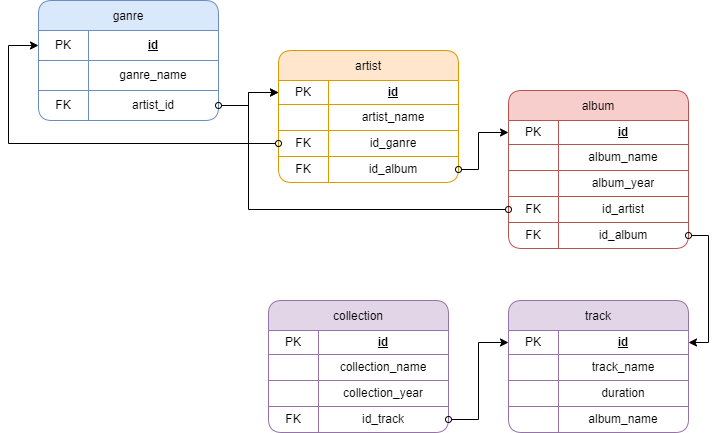 ganre
PK id
ganre_name
FK artist_id
artist
PK id
artist_name
FK id_ganre
FK id_album
album
PK id
album_name
album_year
FK id_artist
FK id_album
collection
PK id
collection_name
collection_year
FK id_track
track
PK id
track_name
duration
album_name